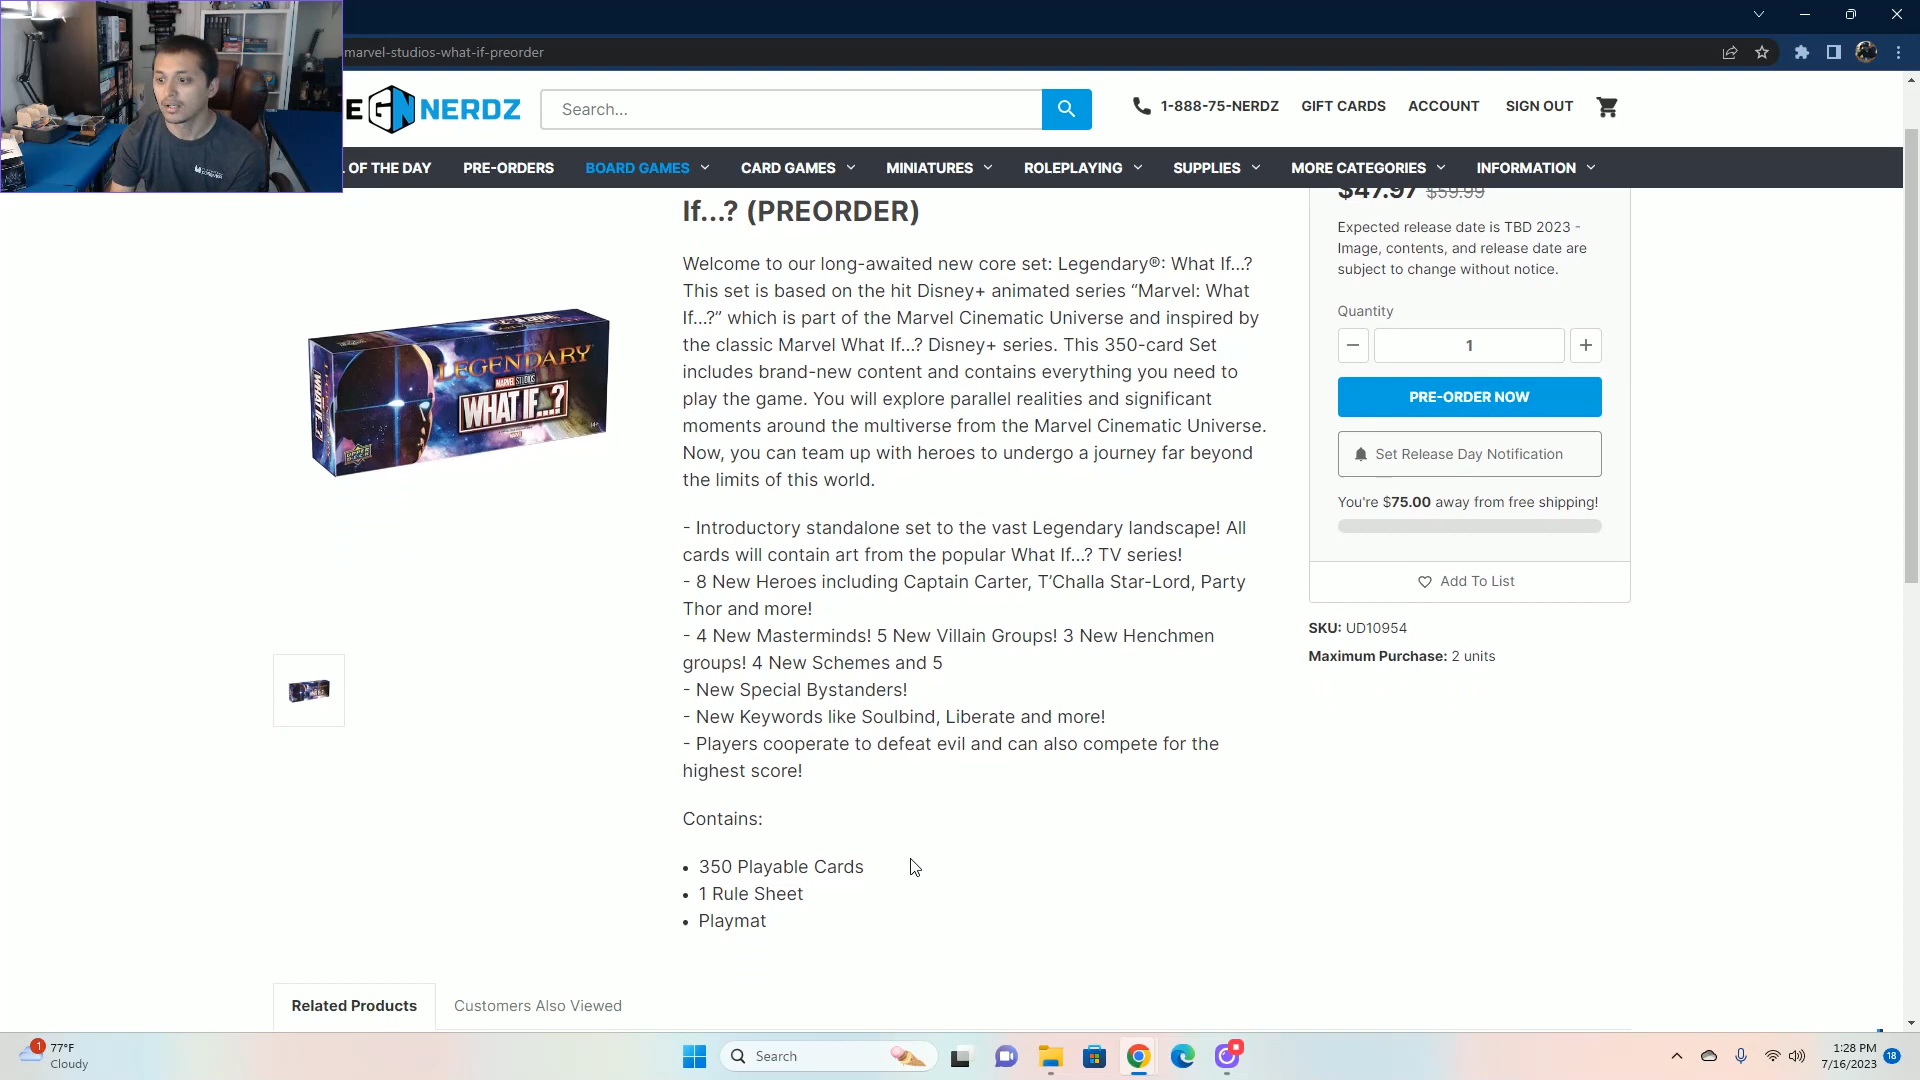 marvel-studios-what-if-preorder
E GN NERDZ
Search...
1-888-75-NERDZ
GIFT CARDS
ACCOUNT
SIGN OUT
OF THE DAY
PRE-ORDERS
BOARD GAMES
CARD GAMES
MINIATURES
ROLEPLAYING
SUPPLIES
MORE CATEGORIES
INFORMATION
If...? (PREORDER)
Welcome to our long-awaited new core set: Legendary®: What If...?
This set is based on the hit Disney+ animated series “Marvel: What
If...?” which is part of the Marvel Cinematic Universe and inspired by
the classic Marvel What If...? Disney+ series. This 350-card Set
includes brand-new content and contains everything you need to
play the game. You will explore parallel realities and significant
moments around the multiverse from the Marvel Cinematic Universe.
Now, you can team up with heroes to undergo a journey far beyond
the limits of this world.
- Introductory standalone set to the vast Legendary landscape! All
cards will contain art from the popular What If...? TV series!
- 8 New Heroes including Captain Carter, T’Challa Star-Lord, Party
Thor and more!
- 4 New Masterminds! 5 New Villain Groups! 3 New Henchmen
groups! 4 New Schemes and 5
- New Special Bystanders!
- New Keywords like Soulbind, Liberate and more!
- Players cooperate to defeat evil and can also compete for the
highest score!
Contains:
• 350 Playable Cards
• 1 Rule Sheet
• Playmat
LEGENDARY
MARVEL STUDIOS
WHAT IF...?
UPPER DECK
14+
$47.97 $59.99
Expected release date is TBD 2023 -
Image, contents, and release date are
subject to change without notice.
Quantity
1
PRE-ORDER NOW
Set Release Day Notification
You're $75.00 away from free shipping!
Add To List
SKU: UD10954
Maximum Purchase: 2 units
Related Products
Customers Also Viewed
1
77°F
Cloudy
Search
1:28 PM
7/16/2023
18